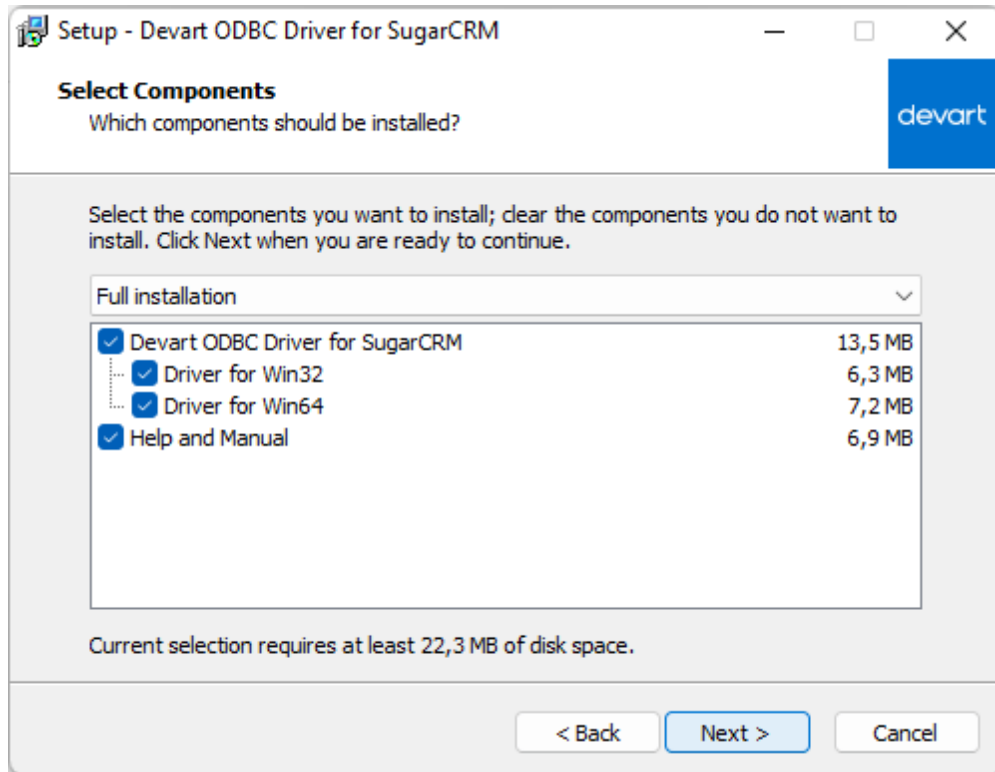 Setup - Devart ODBC Driver for SugarCRM
Select Components
Which components should be installed?
devart
Select the components you want to install; clear the components you do not want to
install. Click Next when you are ready to continue.
Full installation
Devart ODBC Driver for SugarCRM 13,5 MB
Driver for Win32 6,3 MB
Driver for Win64 7,2 MB
Help and Manual 6,9 MB
Current selection requires at least 22,3 MB of disk space.
< Back Next > Cancel